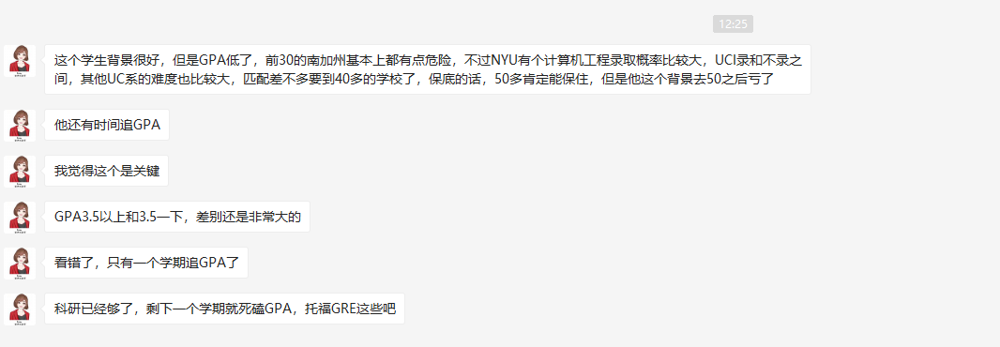 12:25
这个学生背景很好，但是GPA低了，前30的南加州基本上都有点危险，不过NYU有个计算机工程录取概率比较大，UCI录和不录之
间，其他UC系的难度也比较大，匹配差不多要到40多的学校了，保底的话，50多肯定能保住，但是他这个背景去50之后亏了
他还有时间追GPA
我觉得这个是关键
GPA3.5以上和3.5一下，差别还是非常大的
看错了，只有一个学期追GPA了
科研已经够了，剩下一个学期就死磕GPA，托福GRE这些吧